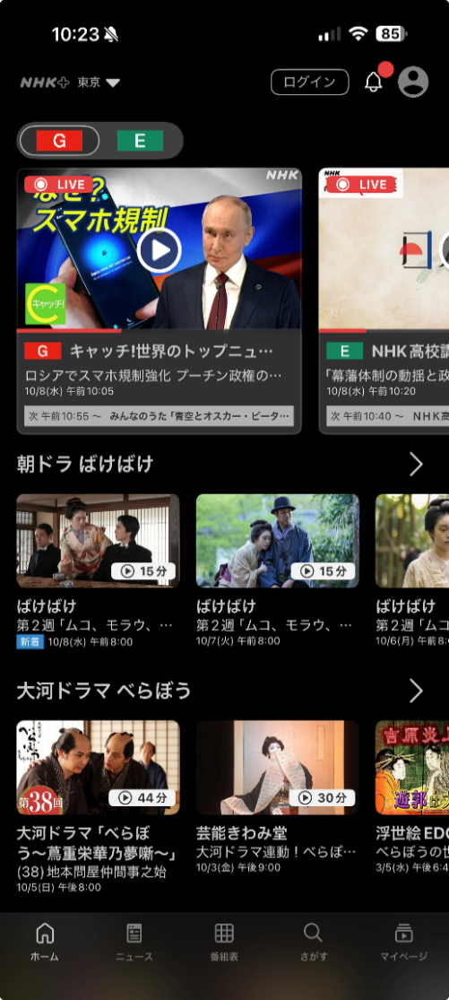 10:23
85
NHK+ 東京
ログイン
G E
LIVE
NHK
なぜ?
スマホ規制
キャッチ!
G キャッチ!世界のトップニュ…
ロシアでスマホ規制強化 プーチン政権の…
10/8(水) 午前10:05
次 午前10:55 ～ みんなのうた「青空とオスカー・ピータ…
NHK
LIVE
E NHK高校講
「幕藩体制の動揺と政
10/8(水) 午前10:20
次 午前10:40 ～ NHK高
朝ドラ ばけばけ
15分
ばけばけ
第2週「ムコ、モラウ、…
新着 10/8(水) 午前8:00
15分
ばけばけ
第2週「ムコ、モラウ、…
10/7(火) 午前8:00
ばけばけ
第2週「ムコ
10/6(月) 午前8:
大河ドラマ べらぼう
べらぼう
第38回
44分
大河ドラマ「べらぼ
う～蔦重栄華乃夢噺～」
(38)地本問屋仲間事之始
10/5(日) 午後8:00
30分
芸能きわみ堂
大河ドラマ連動！べらぼ…
10/3(金) 午後9:00
吉原炎上
遊郭は
浮世絵EDO
べらぼうの世
3/5(水) 午後6:4
ホーム
ニュース
番組表
さがす
マイページ